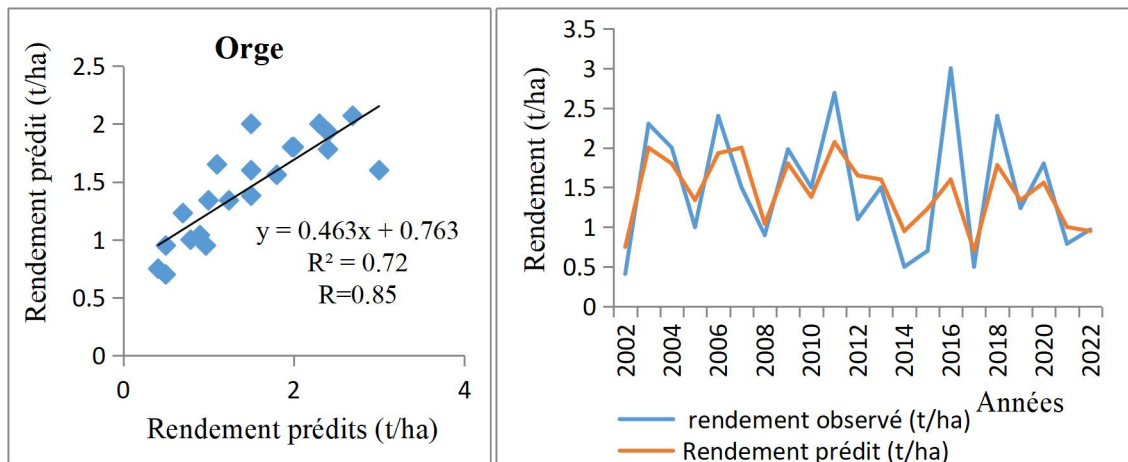 Orge
Rendement prédit (t/ha)
2.5
2
1.5
1
0.5
0
y = 0.463x + 0.763
R² = 0.72
R=0.85
0 2 4
Rendement prédits (t/ha)
Rendement (t/ha)
3.5
3
2.5
2
1.5
1
0.5
0
2002 2004 2006 2008 2010 2012 2014 2016 2018 2020 2022
Années
rendement observé (t/ha)
Rendement prédit (t/ha)